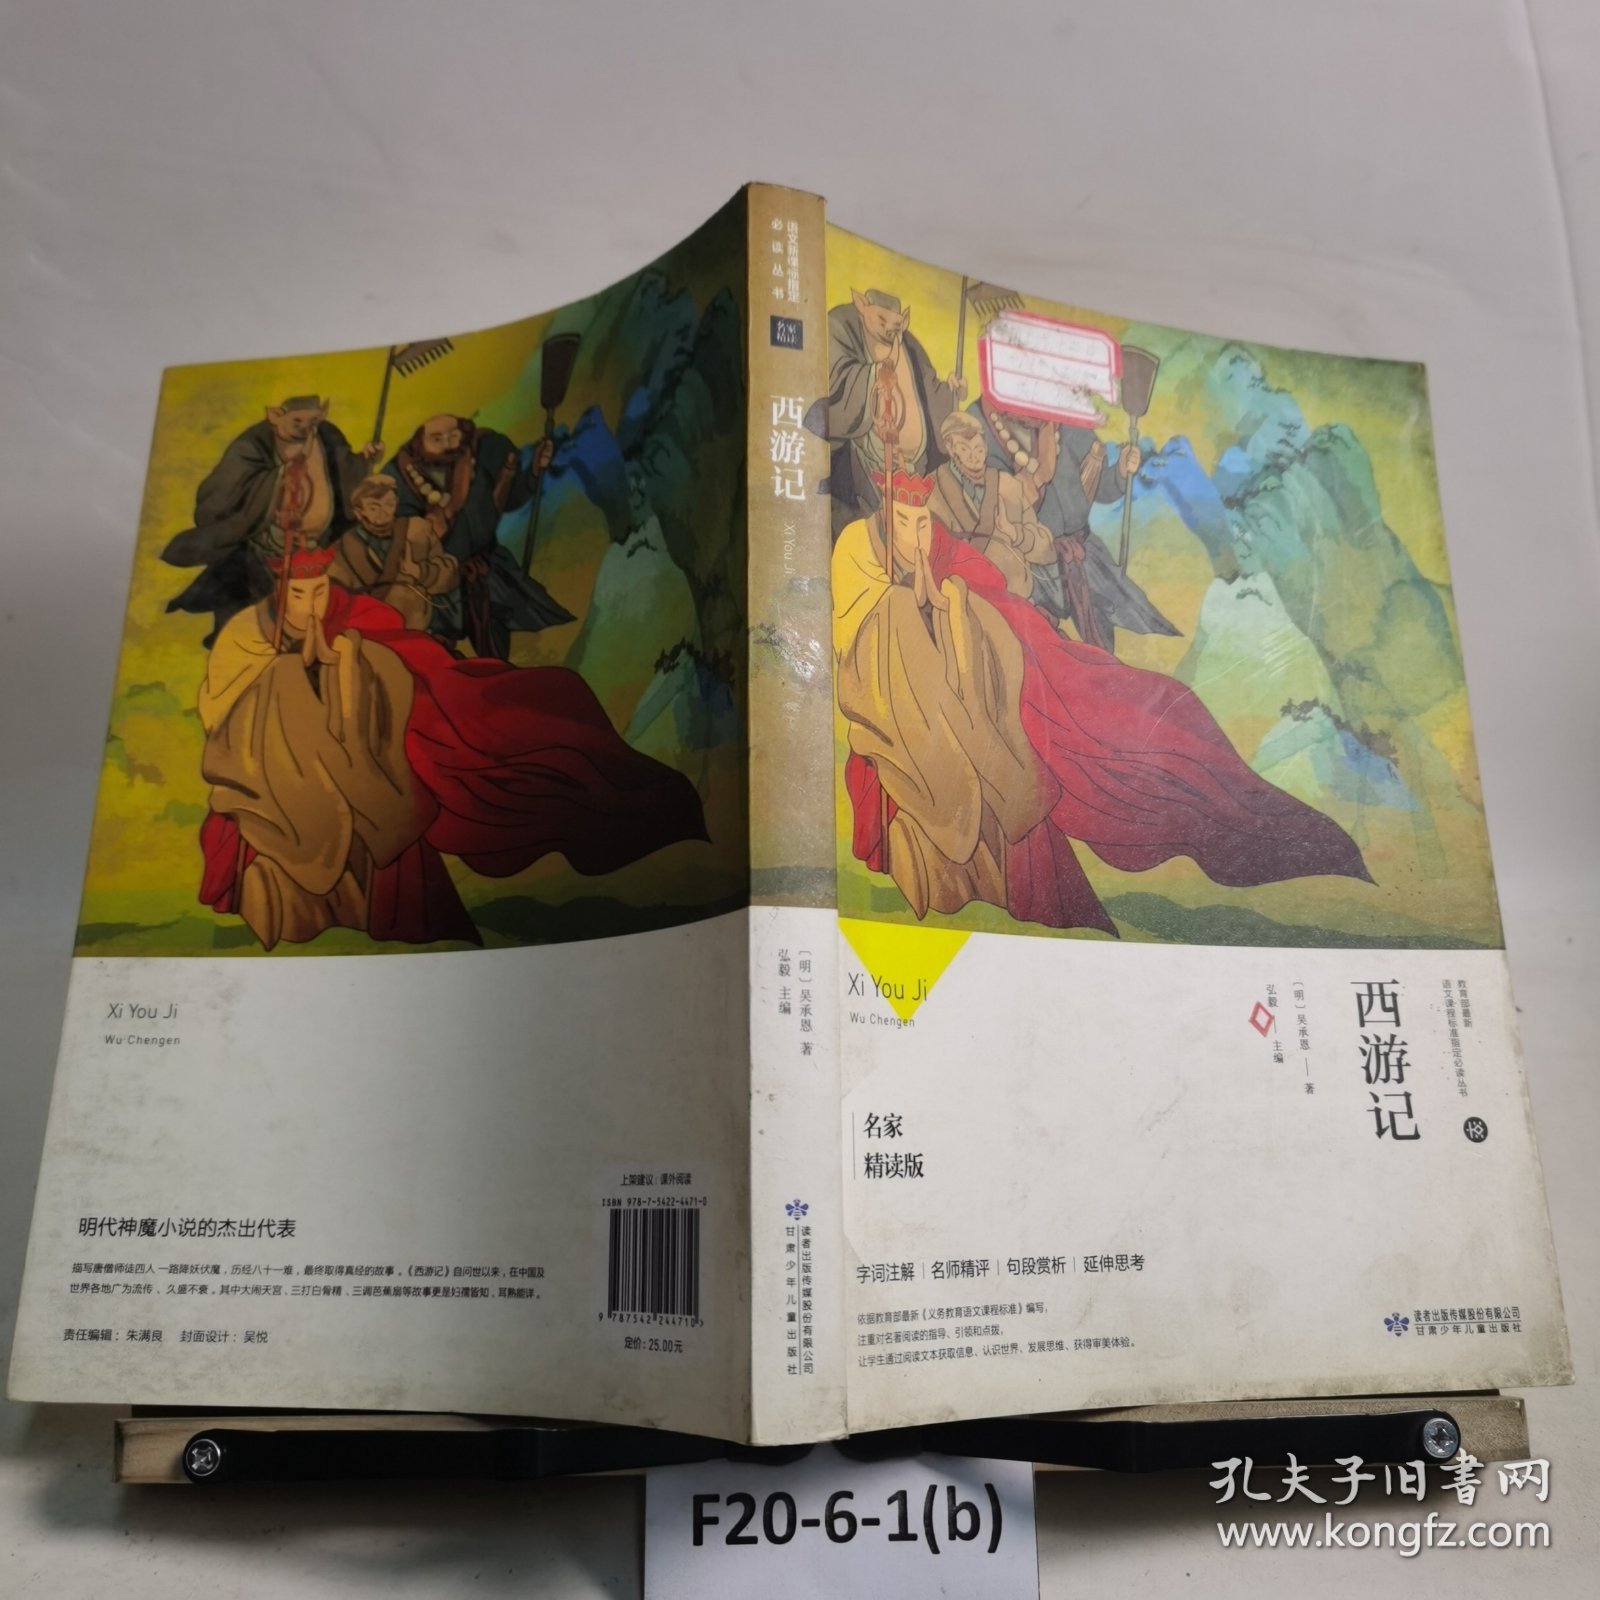 Xi You Ji
Wu Chengen
明代神魔小说的杰出代表
描写唐僧师徒四人一路降妖伏魔,历经八十一难,最终取得真经的故事。《西游记》自问世以来,在中国及
世界各地广为流传、久盛不衰。其中大闹天宫、三打白骨精、三调芭蕉扇等故事更是妇孺皆知,耳熟能详。
责任编辑:朱满良 封面设计:吴悦
上架建议:课外阅读
ISBN 978-7-5422-4471-0
9 787542 244710>
定价:25.00元
语文新课标指定
必读丛书
名家
精读
西游记
Xi You Ji
〔明〕吴承恩 著
弘毅 主编
读者出版传媒股份有限公司
甘肃少年儿童出版社
教育部最新
语文课程标准指定必读丛书
西游记
〔明〕吴承恩——著
弘毅——主编
Xi You Ji
Wu Chengen
名家
精读版
字词注解|名师精评|句段赏析|延伸思考
依据教育部最新《义务教育语文课程标准》编写,
注重对名著阅读的指导、引领和点拨,
让学生通过阅读文本获取信息、认识世界、发展思维、获得审美体验。
读者出版传媒股份有限公司
甘肃少年儿童出版社
F20-6-1(b)
孔夫子旧书网
www.kongfz.com